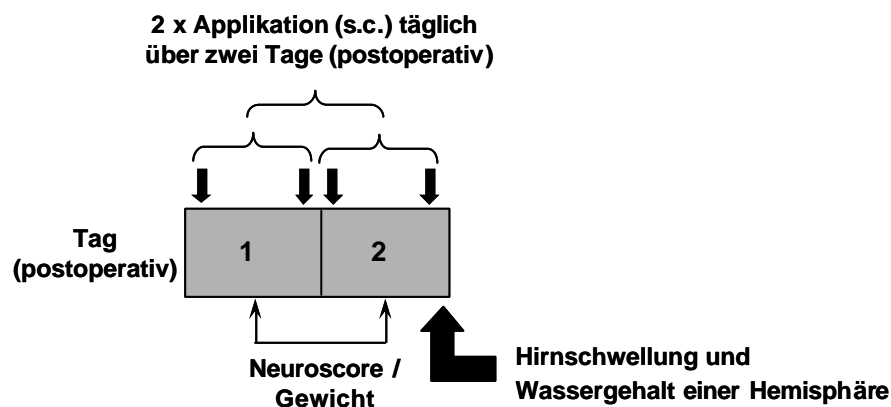 2 x Applikation (s.c.) täglich
über zwei Tage (postoperativ)
Tag
(postoperativ)
1
2
Neuroscore /
Gewicht
Hirnschwellung und
Wassergehalt einer Hemisphäre